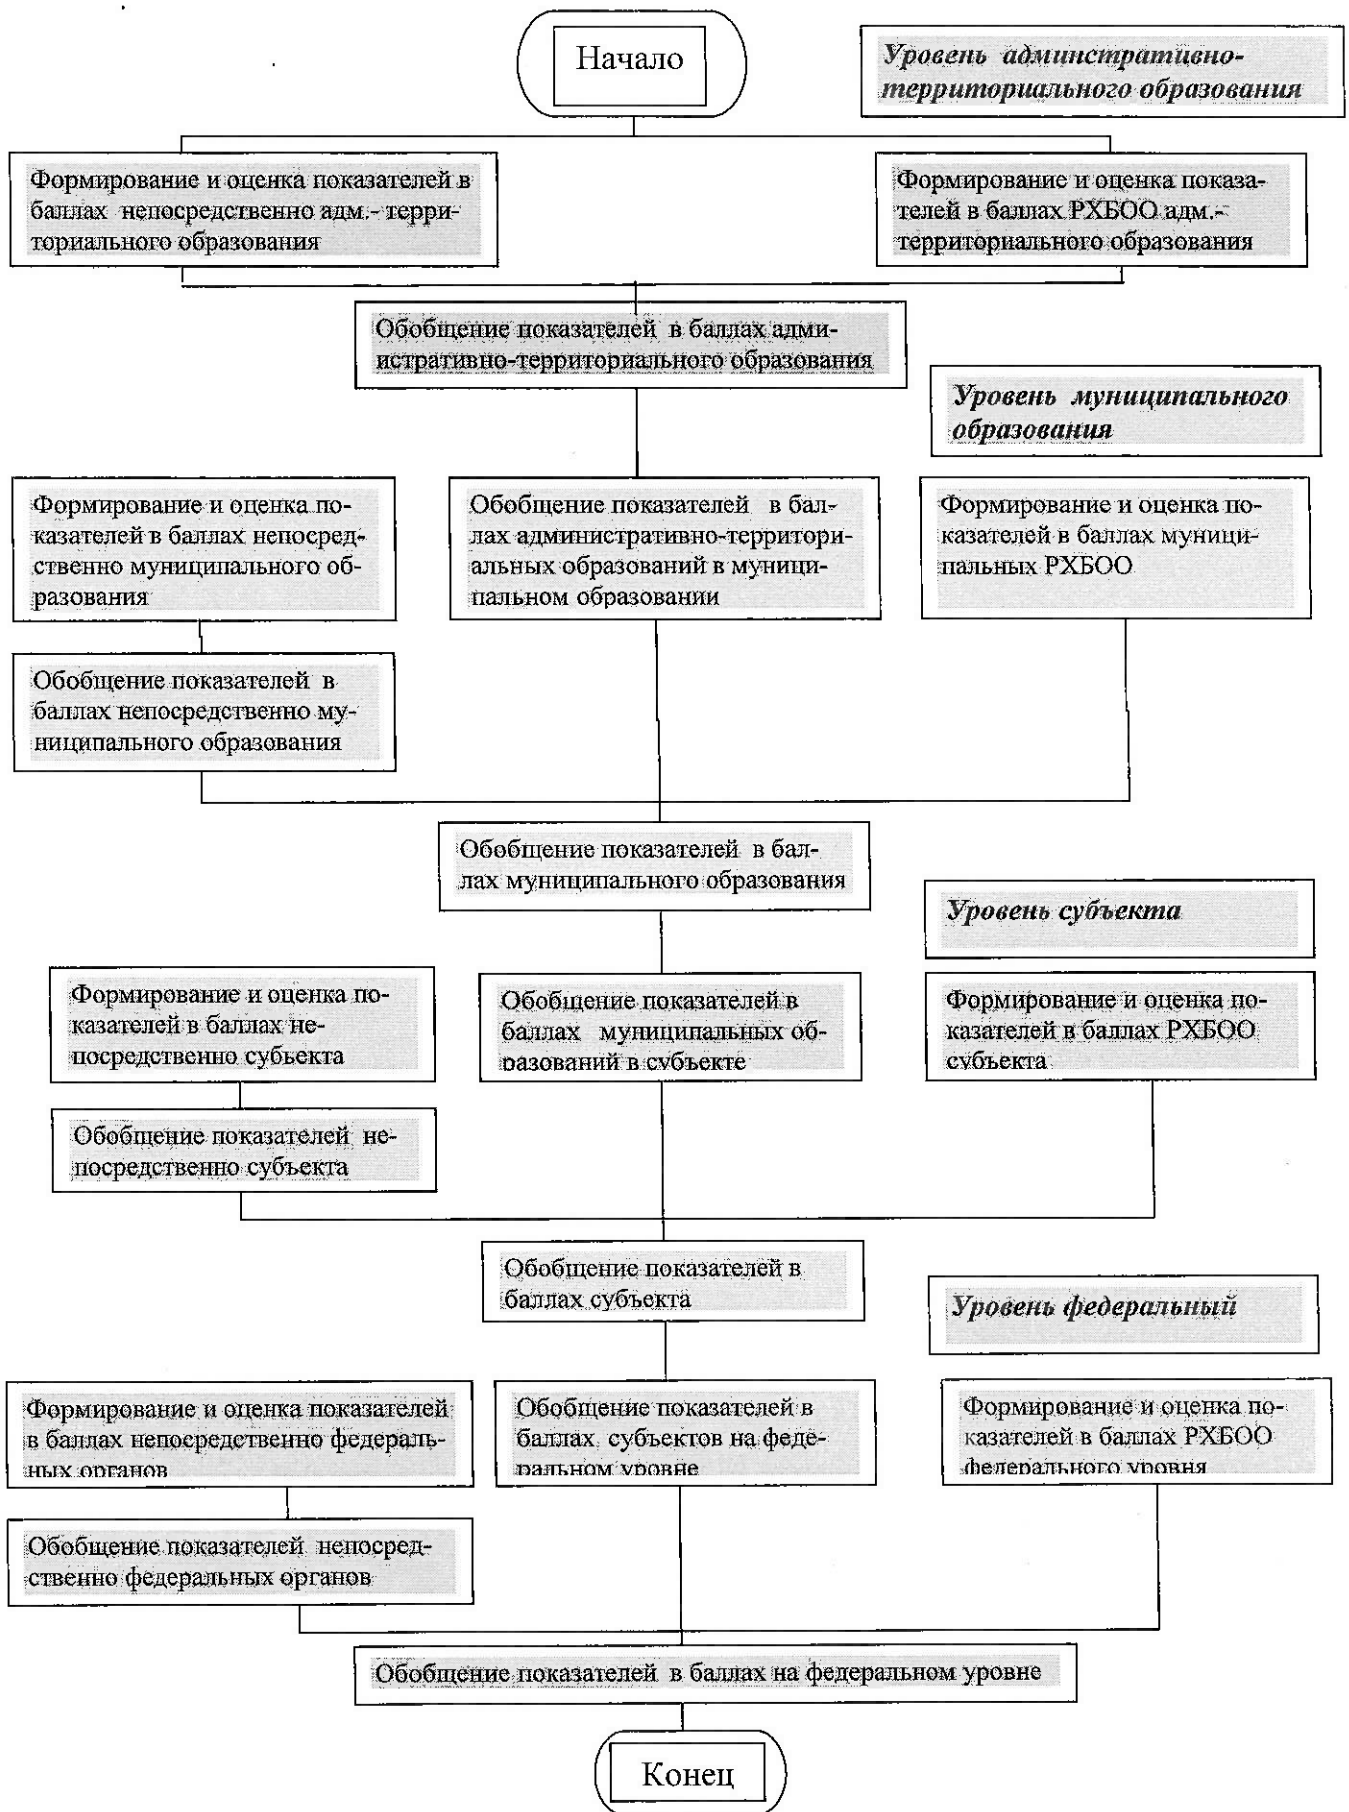 Начало
Уровень админстративно-
территориального образования
Формирование и оценка показателей в
баллах непосредственно адм.- терри-
ториального образования
Формирование и оценка показа-
телей в баллах РХБОО адм.-
территориального образования
Обобщение показателей в баллах адми-
истративно-территориального образования
Уровень муниципального
образования
Формирование и оценка по-
казателей в баллах непосред-
ственно муниципального об-
разования
Обобщение показателей в бал-
лах административно-территори-
альных образований в муници-
пальном образовании
Формирование и оценка по-
казателей в баллах муници-
пальных РХБОО
Обобщение показателей в
баллах непосредственно му-
ниципального образования
Обобщение показателей в бал-
лах муниципального образования
Уровень субъекта
Формирование и оценка по-
казателей в баллах не-
посредственно субъекта
Обобщение показателей в
баллах муниципальных об-
разований в субъекте
Формирование и оценка по-
казателей в баллах РХБОО
субъекта
Обобщение показателей не-
посредственно субъекта
Обобщение показателей в
баллах субъекта
Уровень федеральный
Формирование и оценка показателей
в баллах непосредственно федераль-
ных органов
Обобщение показателей в
баллах субъектов на феде-
ральном уровне
Формирование и оценка по-
казателей в баллах РХБОО
федерального уровня
Обобщение показателей непосред-
ственно федеральных органов
Обобщение показателей в баллах на федеральном уровне
Конец